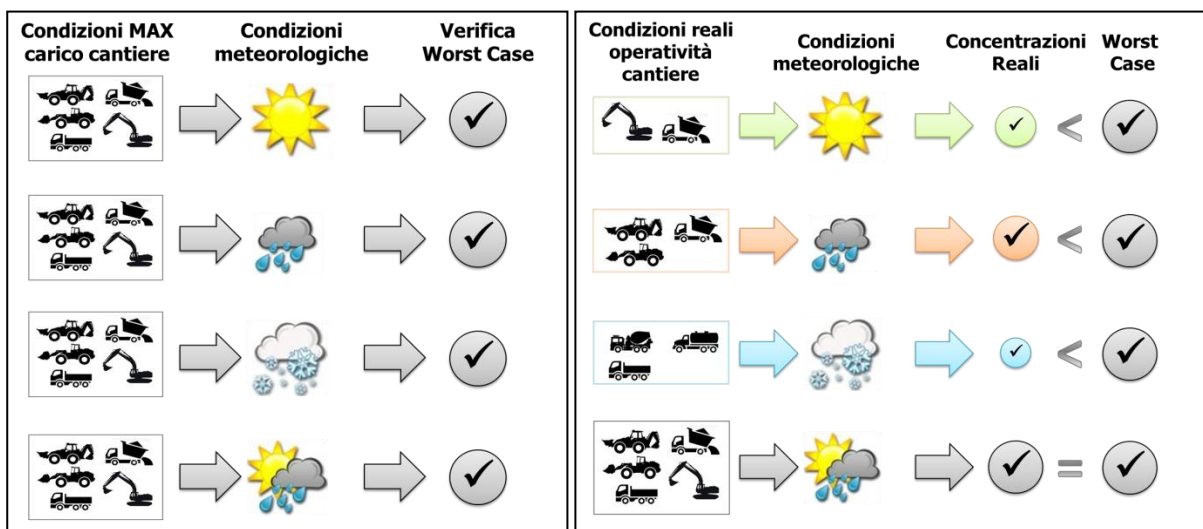 Condizioni MAX
carico cantiere
Condizioni
meteorologiche
Verifica
Worst Case
Condizioni reali
operatività
cantiere
Condizioni
meteorologiche
Concentrazioni
Reali
Worst
Case
<
<
<
=